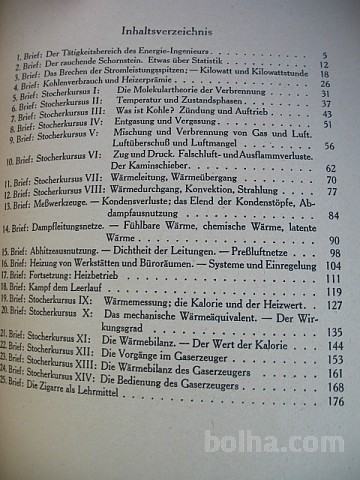 Inhaltsverzeichnis
1. Brief: Der Tätigkeitsbereich des Energie-Ingenieurs . . . . . . . . 5
2. Brief: Der rauchende Schornstein. Etwas über Statistik . . . . . . . 12
3. Brief: Das Brechen der Stromleistungsspitzen; — Kilowatt und Kilowattstunde 18
4. Brief: Kohlenverbrauch und Heizerprämie . . . . . . . . 26
5. Brief: Stocherkursus I: Die Molekulartheorie der Verbrennung . . . . 31
6. Brief: Stocherkursus II: Temperatur und Zustandsphasen . . . . . 37
7. Brief: Stocherkursus III: Was ist Kohle? Zündung und Auftrieb . . . . 43
8. Brief: Stocherkursus IV: Entgasung und Vergasung . . . . . . . 51
9. Brief: Stocherkursus V: Mischung und Verbrennung von Gas und Luft.
Luftüberschuß und Luftmangel . . . . . 56
10. Brief: Stocherkursus VI: Zug und Druck. Falschluft- und Ausflammverluste.
Der Kaminschieber . . . . . . . . 62
11. Brief: Stocherkursus VII: Wärmeleitung, Wärmeübergang . . . . . 70
12. Brief: Stocherkursus VIII: Wärmedurchgang, Konvektion, Strahlung . . . . 77
13. Brief: Meßwerkzeuge. — Kondensverluste; das Elend der Kondenstöpfe, Ab-
dampfausnutzung . . . . . . . . 84
14. Brief: Dampfleitungsnetze. — Fühlbare Wärme, chemische Wärme, latente
Wärme . . . . . . . . 90
15. Brief: Abhitzeausnutzung. — Dichtheit der Leitungen. — Preßluftnetze . . 98
16. Brief: Heizung von Werkstätten und Büroräumen. — Systeme und Einregelung 104
17. Brief: Fortsetzung: Heizbetrieb . . . . . . . . 111
18. Brief: Kampf dem Leerlauf . . . . . . . . 119
19. Brief: Stocherkursus IX: Wärmemessung; die Kalorie und der Heizwert. . 127
20. Brief: Stocherkursus X: Das mechanische Wärmeäquivalent. — Der Wir-
kungsgrad . . . . . . . . 135
21. Brief: Stocherkursus XI: Die Wärmebilanz. — Der Wert der Kalorie . . 144
22. Brief: Stocherkursus XII: Die Vorgänge im Gaserzeuger . . . . . 153
23. Brief: Stocherkursus XIII: Die Wärmebilanz des Gaserzeugers . . . . 161
24. Brief: Stocherkursus XIV: Die Bedienung des Gaserzeugers . . . . 168
25. Brief: Die Zigarre als Lehrmittel . . . . . . . . 176
bolha.com